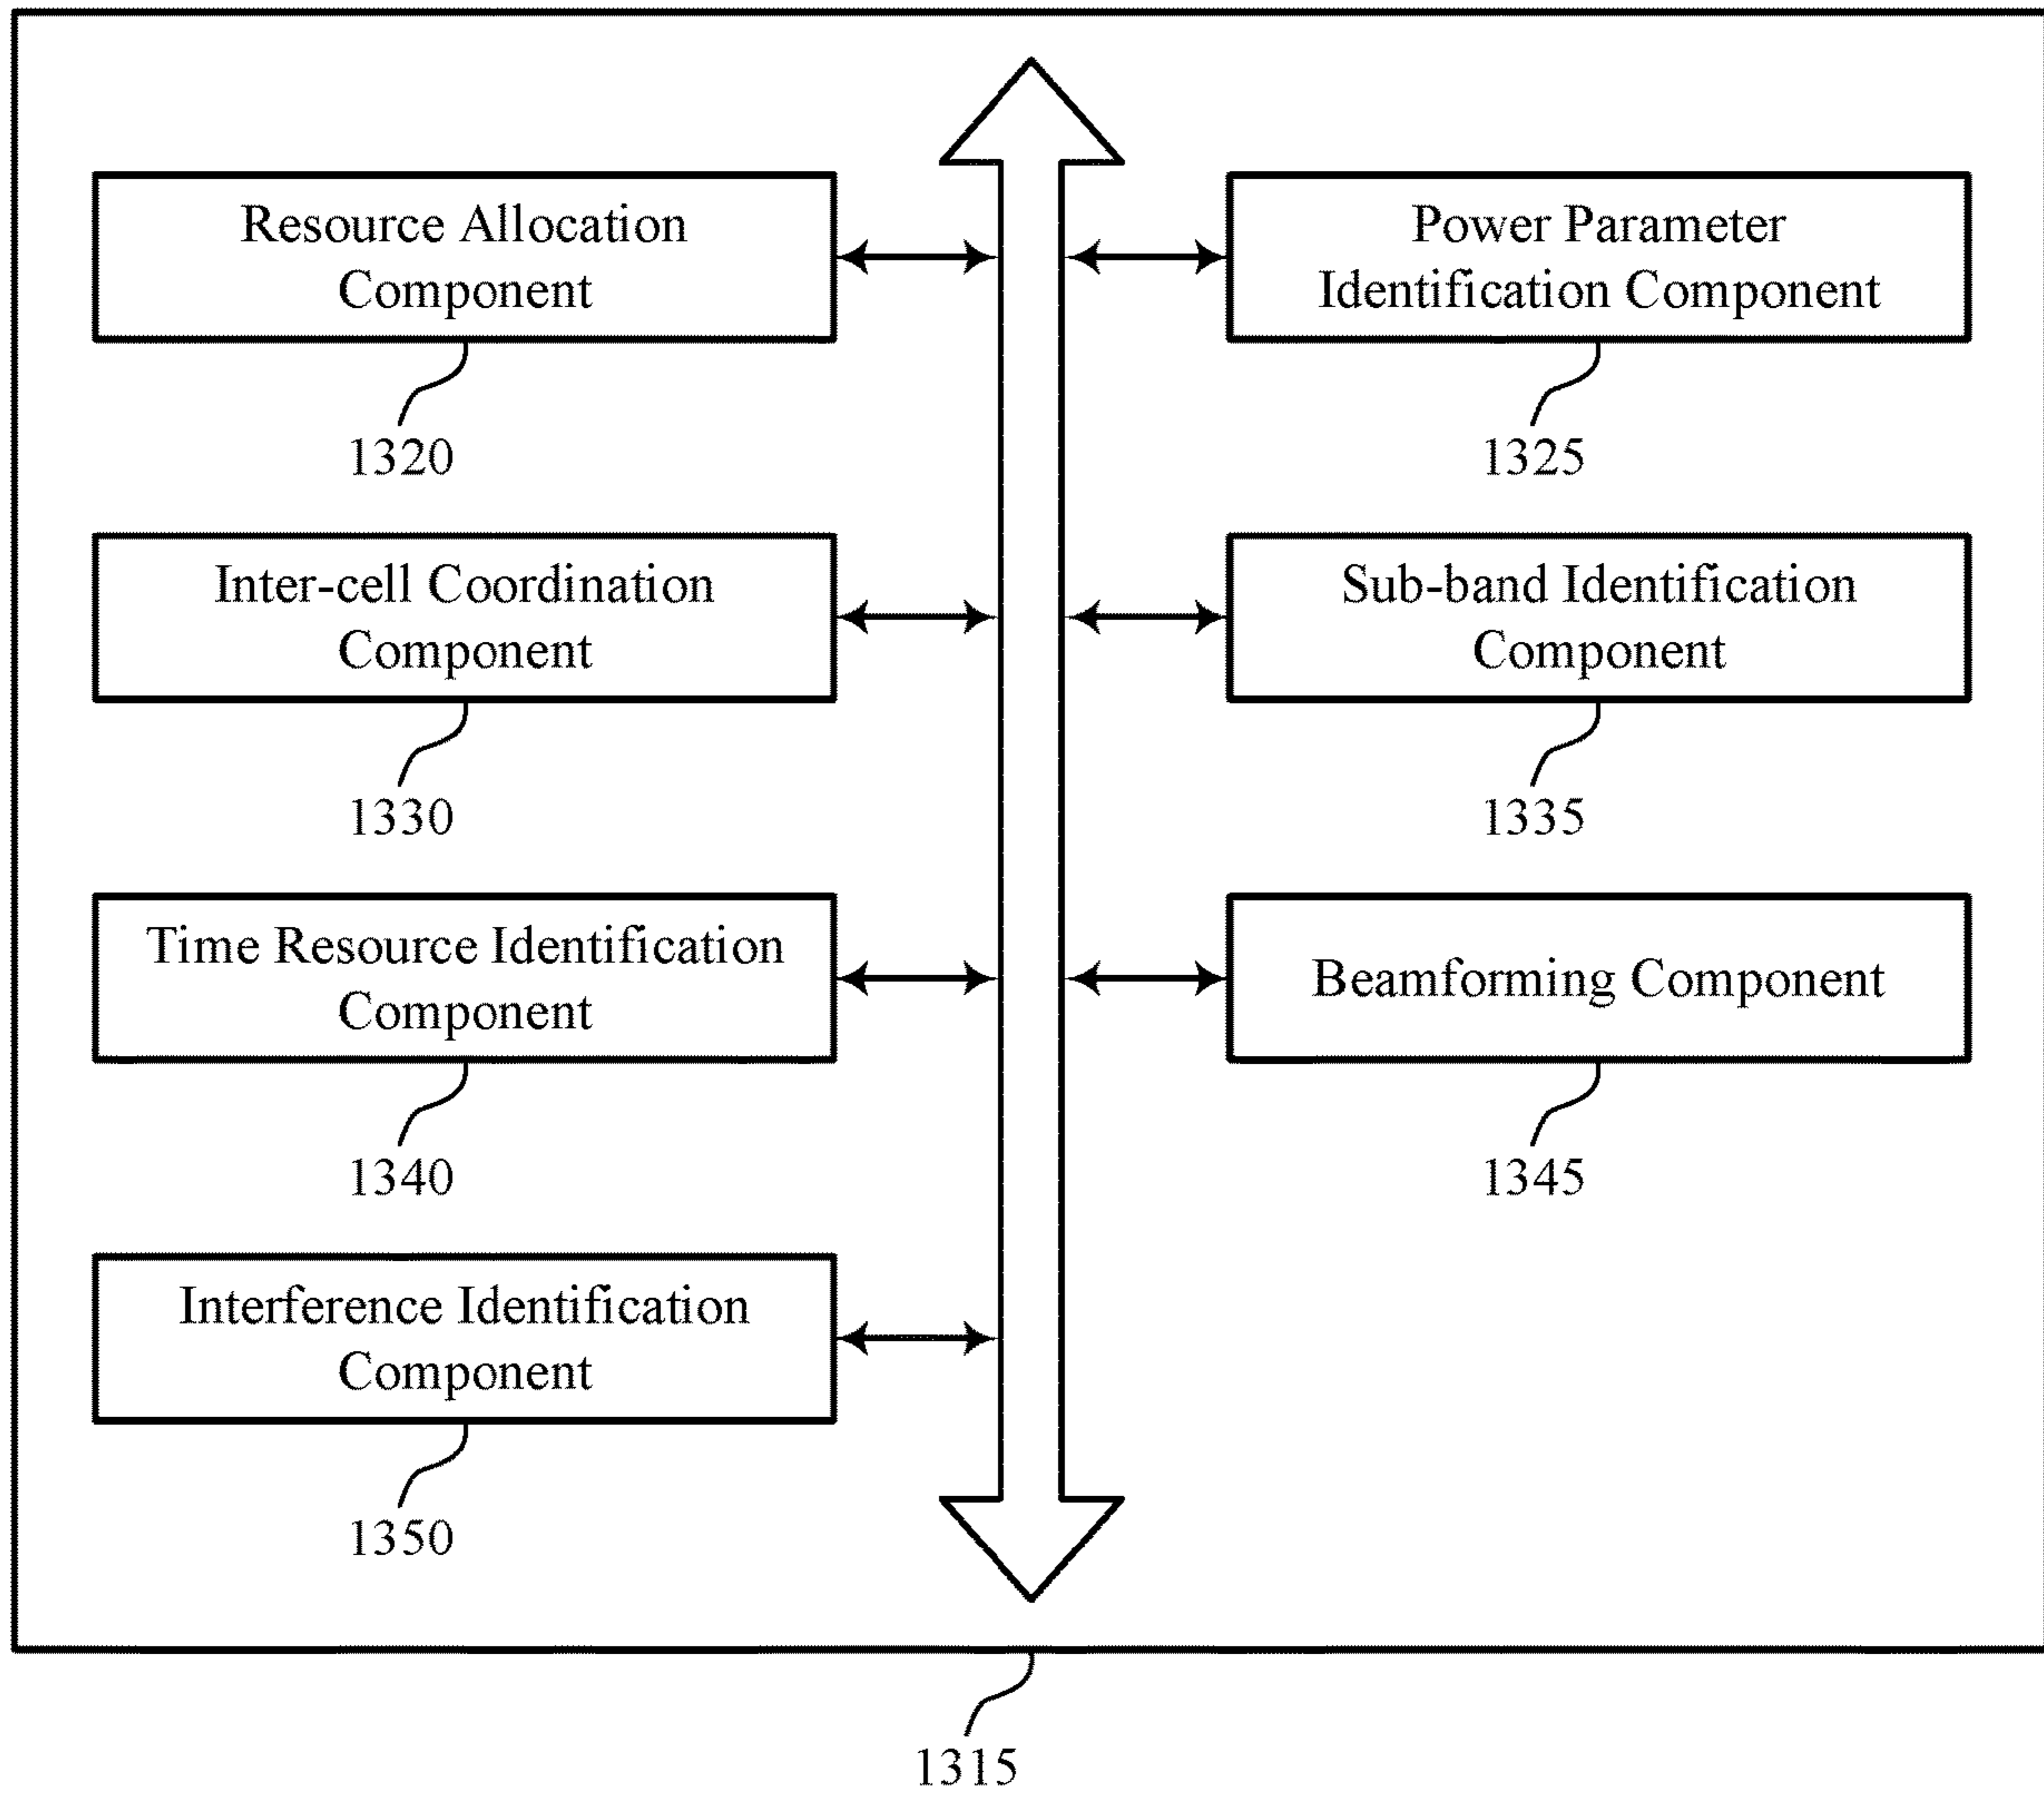 Resource Allocation
Component
1320
Power Parameter
Identification Component
1325
Inter-cell Coordination
Component
1330
Sub-band Identification
Component
1335
Time Resource Identification
Component
1340
Beamforming Component
1345
Interference Identification
Component
1350
1315